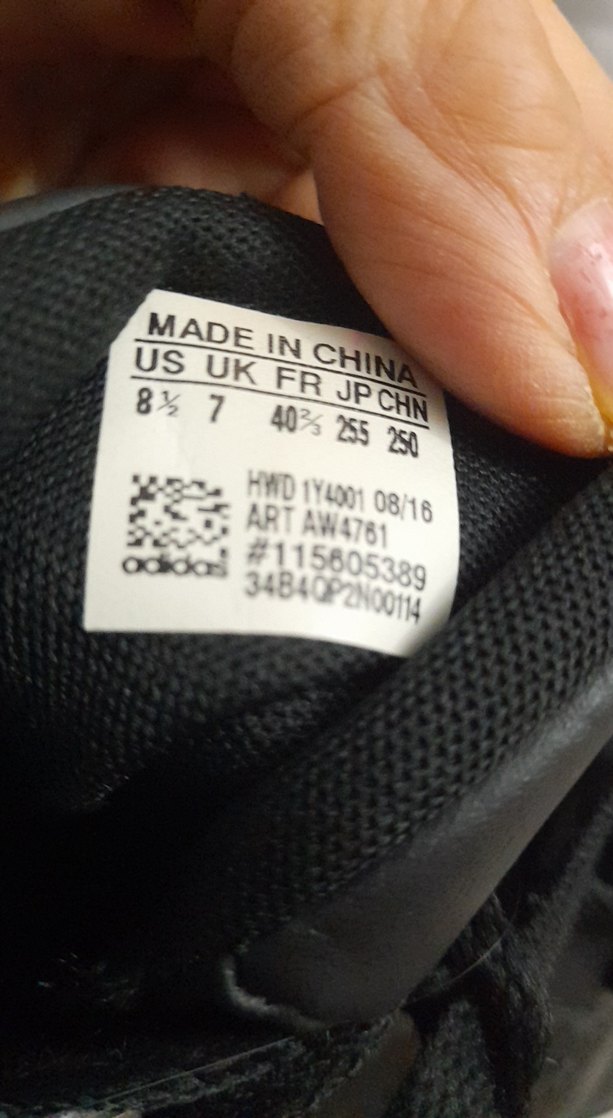 MADE IN CHINA
US UK FR JP CHN
8½ 7 40⅔ 255 250
HWD 1Y4001 08/16
ART AW4761
#115605389
34B4QP2N00114
adidas